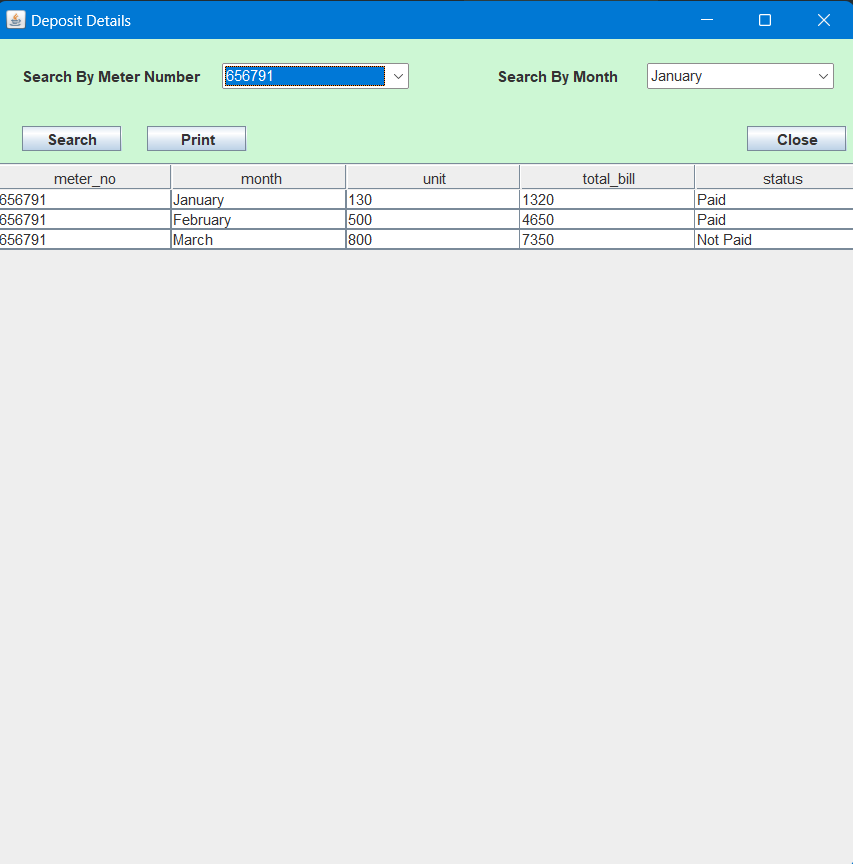 Deposit Details
Search By Meter Number 656791 Search By Month January
Search Print Close
meter_no month unit total_bill status
656791 January 130 1320 Paid
656791 February 500 4650 Paid
656791 March 800 7350 Not Paid